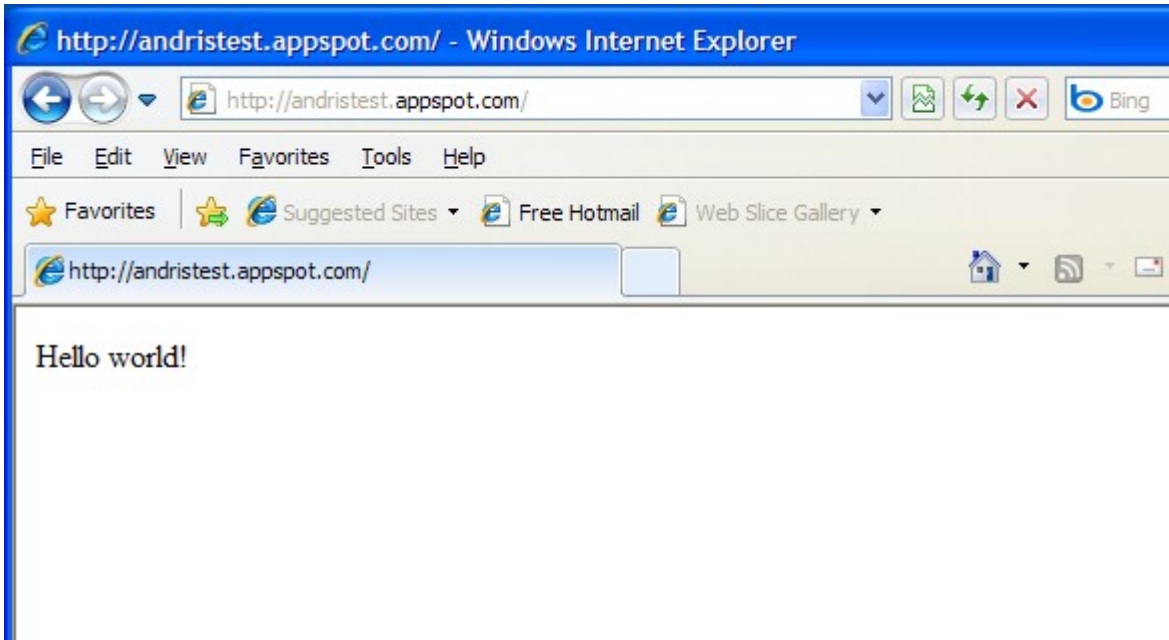 http://andristest.appspot.com/ - Windows Internet Explorer
http://andristest.appspot.com/ Bing
File Edit View Favorites Tools Help
Favorites Suggested Sites Free Hotmail Web Slice Gallery
http://andristest.appspot.com/
Hello world!